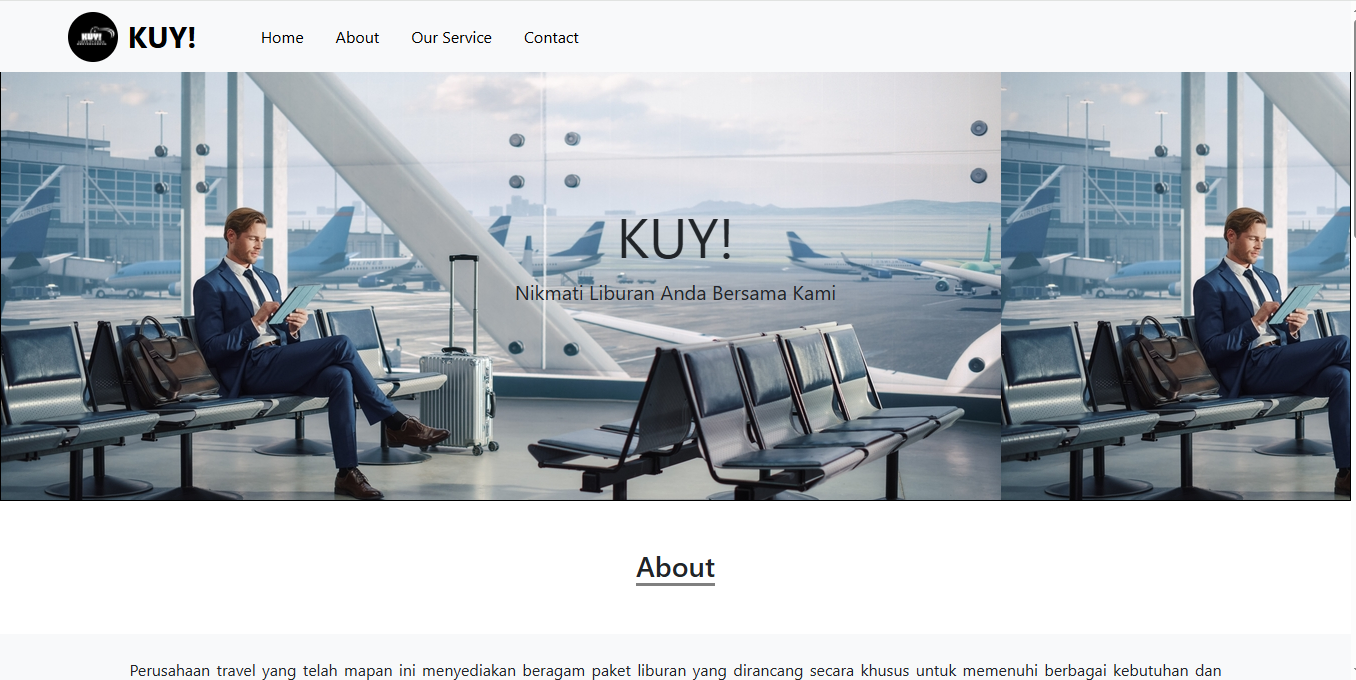 KUY!
KUY!
Home
About
Our Service
Contact
KUY!
Nikmati Liburan Anda Bersama Kami
About
Perusahaan travel yang telah mapan ini menyediakan beragam paket liburan yang dirancang secara khusus untuk memenuhi berbagai kebutuhan dan